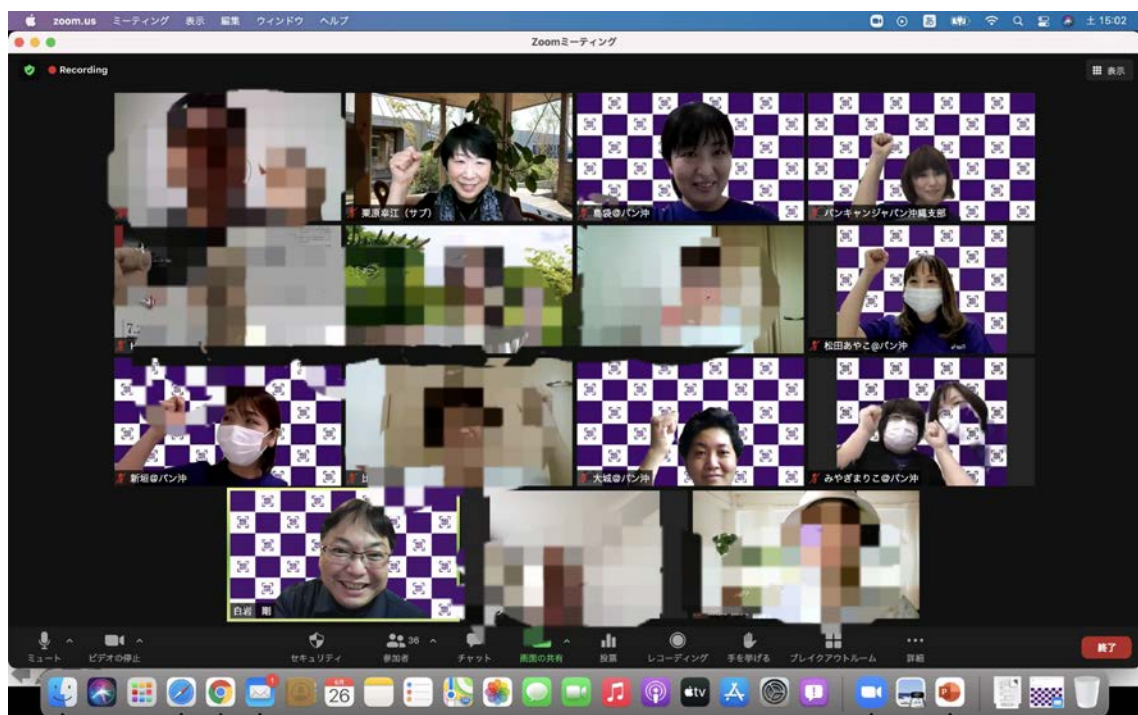 zoom.us ミーティング 表示 編集 ウィンドウ ヘルプ
あ
土 15:02
Zoomミーティング
Recording
表示
栗原幸江（サブ）
島袋@パン沖
パンキャンジャパン沖縄支部
松田あやこ@パン沖
新垣@パン沖
大城@パン沖
みやぎまりこ@パン沖
白岩 剛
ミュート
ビデオの停止
セキュリティ
36
参加者
チャット
画面の共有
投票
レコーディング
手を挙げる
ブレイクアウトルーム
詳細
終了
1
6月
26
tv